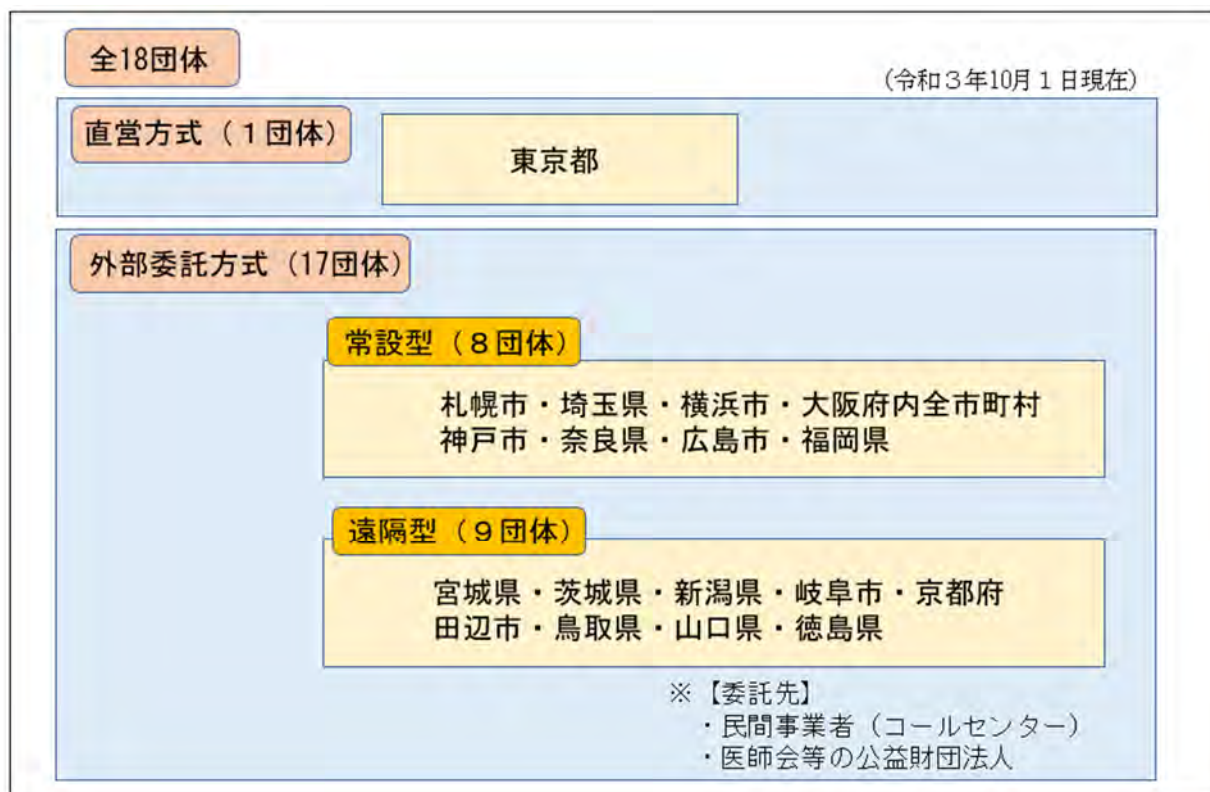 全18団体
（令和３年10月１日現在）
直営方式（１団体）
東京都
外部委託方式（17団体）
常設型（８団体）
札幌市・埼玉県・横浜市・大阪府内全市町村
神戸市・奈良県・広島市・福岡県
遠隔型（９団体）
宮城県・茨城県・新潟県・岐阜市・京都府
田辺市・鳥取県・山口県・徳島県
※【委託先】
・民間事業者（コールセンター）
・医師会等の公益財団法人